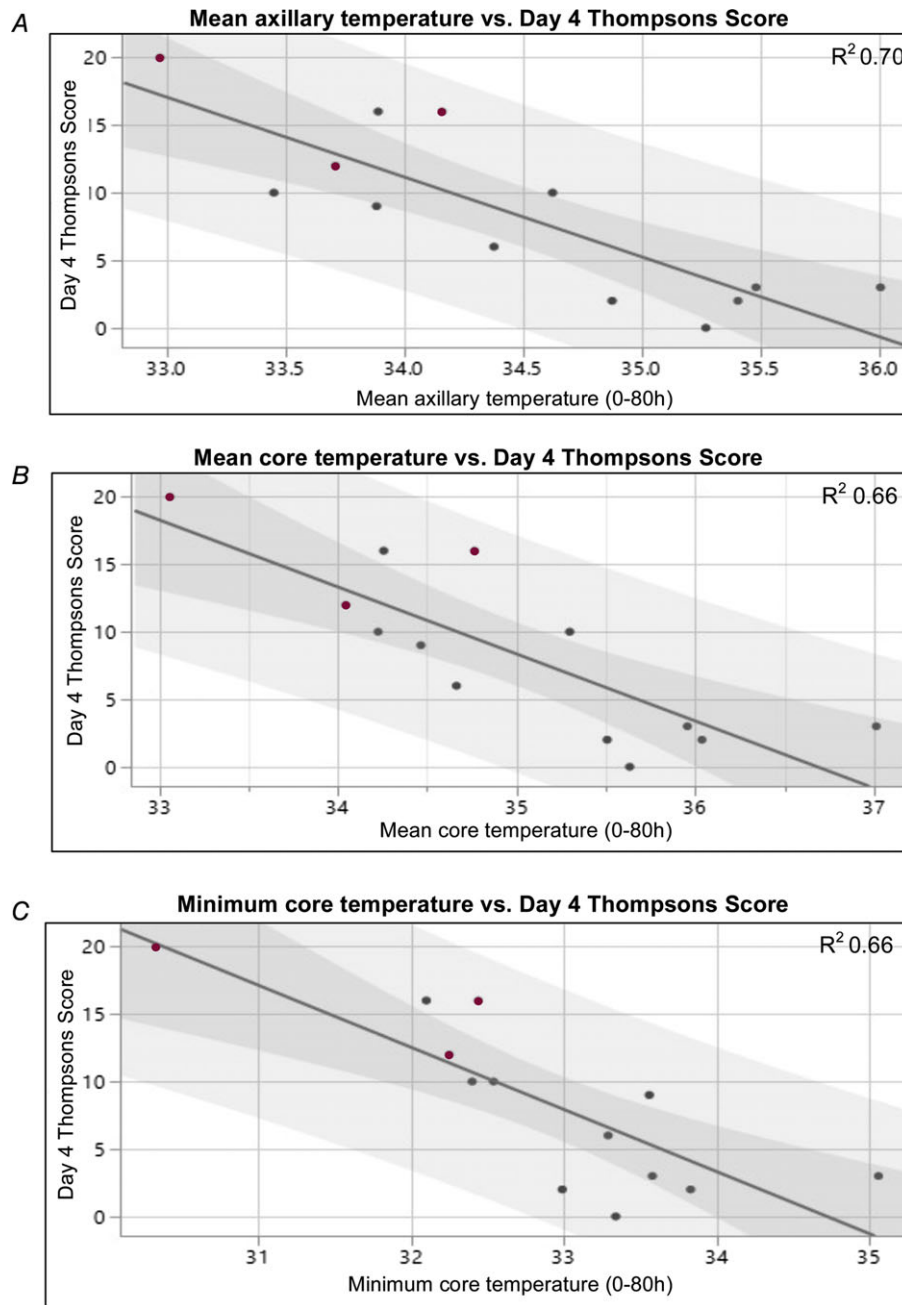 A
Mean axillary temperature vs. Day 4 Thompsons Score
R² 0.70
Day 4 Thompsons Score
20
15
10
5
0
33.0 33.5 34.0 34.5 35.0 35.5 36.0
Mean axillary temperature (0-80h)
B
Mean core temperature vs. Day 4 Thompsons Score
R² 0.66
Day 4 Thompsons Score
20
15
10
5
0
33 34 35 36 37
Mean core temperature (0-80h)
C
Minimum core temperature vs. Day 4 Thompsons Score
R² 0.66
Day 4 Thompsons Score
20
15
10
5
0
31 32 33 34 35
Minimum core temperature (0-80h)